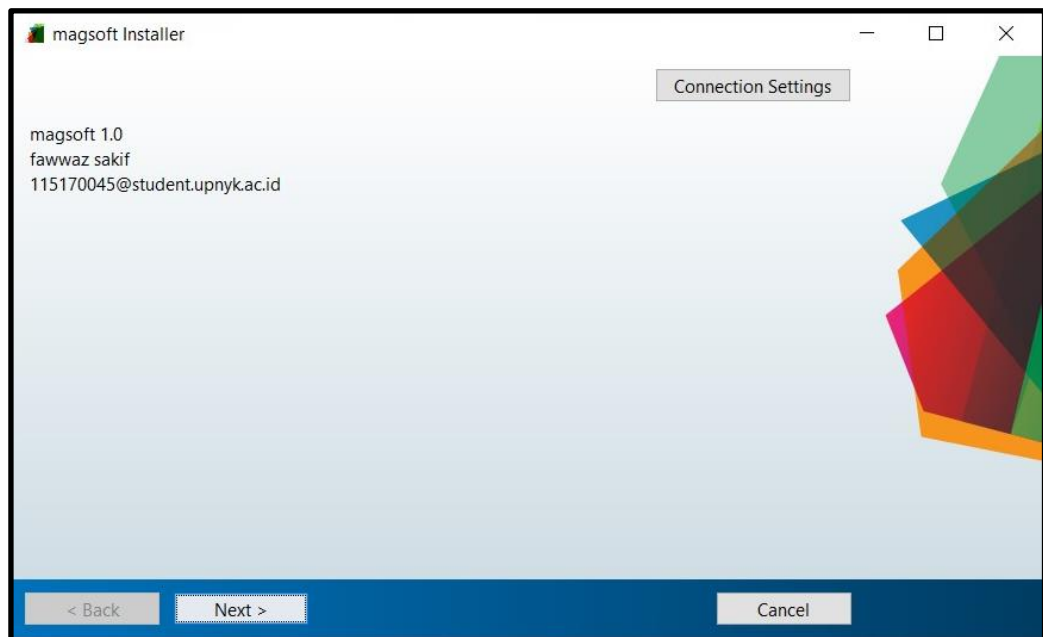 magsoft Installer
Connection Settings
magsoft 1.0
fawwaz sakif
115170045@student.upnyk.ac.id
< Back
Next >
Cancel